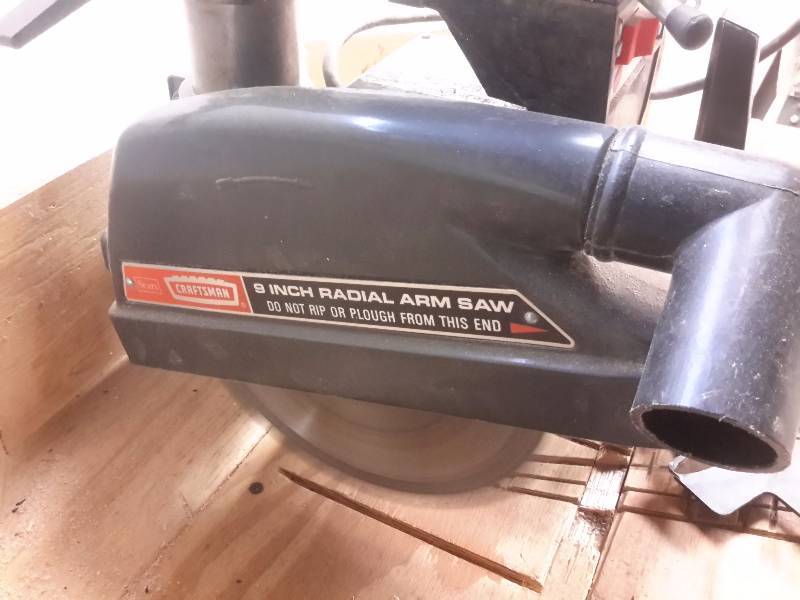 Sears
CRAFTSMAN
9 INCH RADIAL ARM SAW
DO NOT RIP OR PLOUGH FROM THIS END